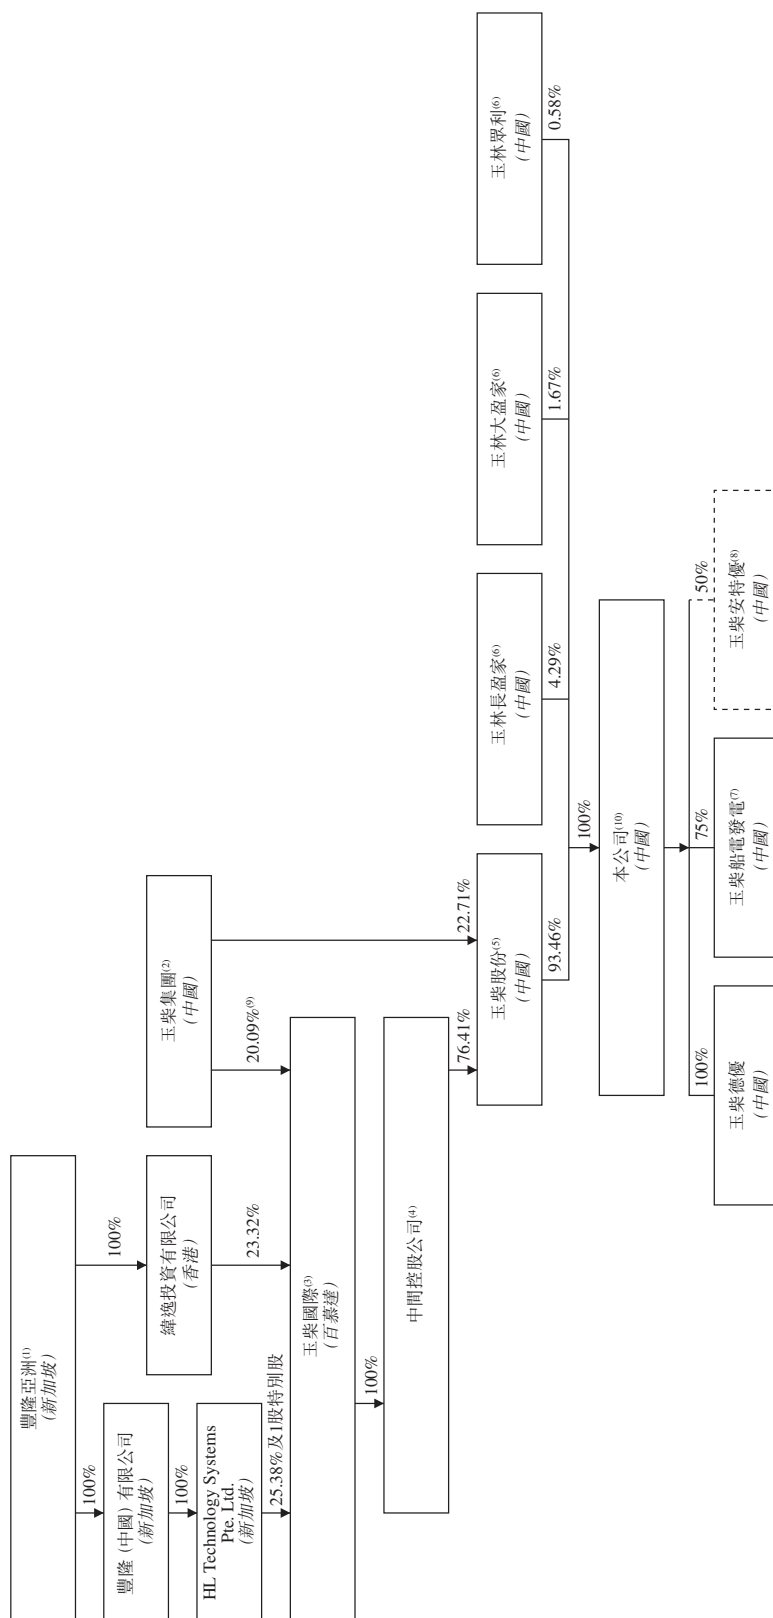 豐隆亞洲(1)
(新加坡)
100%
100%
豐隆 (中國) 有限公司
(新加坡)
緯逸投資有限公司
(香港)
玉柴集團(2)
(中國)
100%
HL Technology Systems
Pte. Ltd.
(新加坡)
25.38%及1股特別股
23.32%
20.09%(9)
22.71%
玉柴國際(3)
(百慕達)
100%
中間控股公司(4)
76.41%
玉柴股份(5)
(中國)
玉林長盈家(6)
(中國)
玉林大盈家(6)
(中國)
玉林眾利(6)
(中國)
93.46%
4.29%
1.67%
0.58%
100%
本公司(10)
(中國)
100%
75%
50%
玉柴德優
(中國)
玉柴船電發電(7)
(中國)
玉柴安特優(8)
(中國)